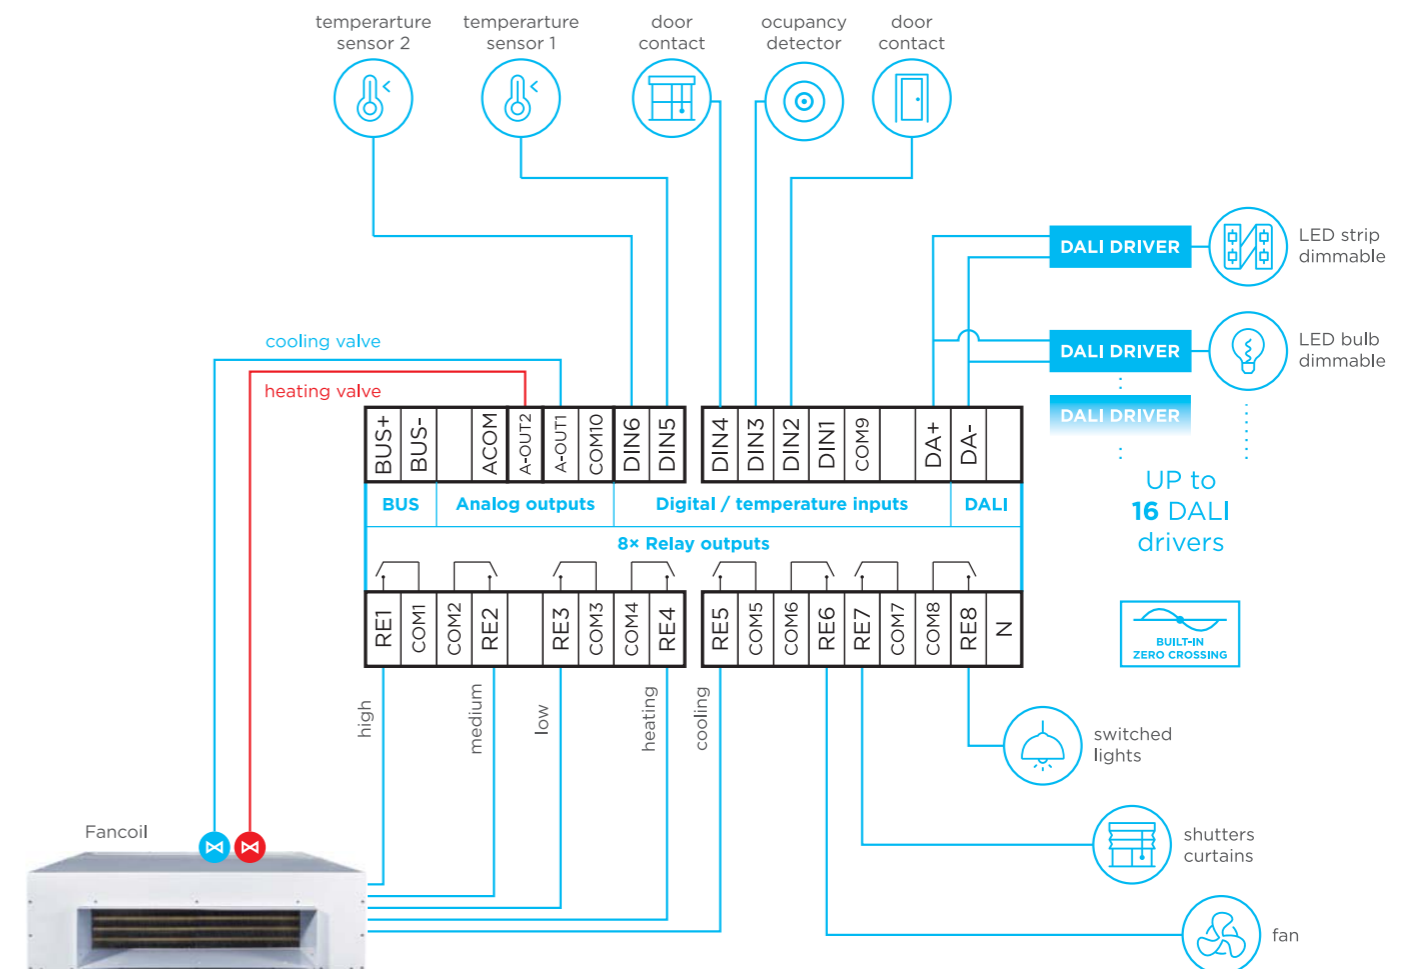 temperarture
sensor 2
temperarture
sensor 1
door
contact
ocupancy
detector
door
contact
DALI DRIVER
LED strip
dimmable
DALI DRIVER
LED bulb
dimmable
DALI DRIVER
UP to
16 DALI
drivers
cooling valve
heating valve
BUS+
BUS-
ACOM
A-OUT2
A-OUT1
COM10
DIN6
DIN5
DIN4
DIN3
DIN2
DIN1
COM9
DA+
DA-
BUS
Analog outputs
Digital / temperature inputs
DALI
8× Relay outputs
RE1
COM1
COM2
RE2
RE3
COM3
COM4
RE4
RE5
COM5
COM6
RE6
RE7
COM7
COM8
RE8
N
BUILT-IN
ZERO CROSSING
high
medium
low
heating
cooling
switched
lights
shutters
curtains
fan
Fancoil